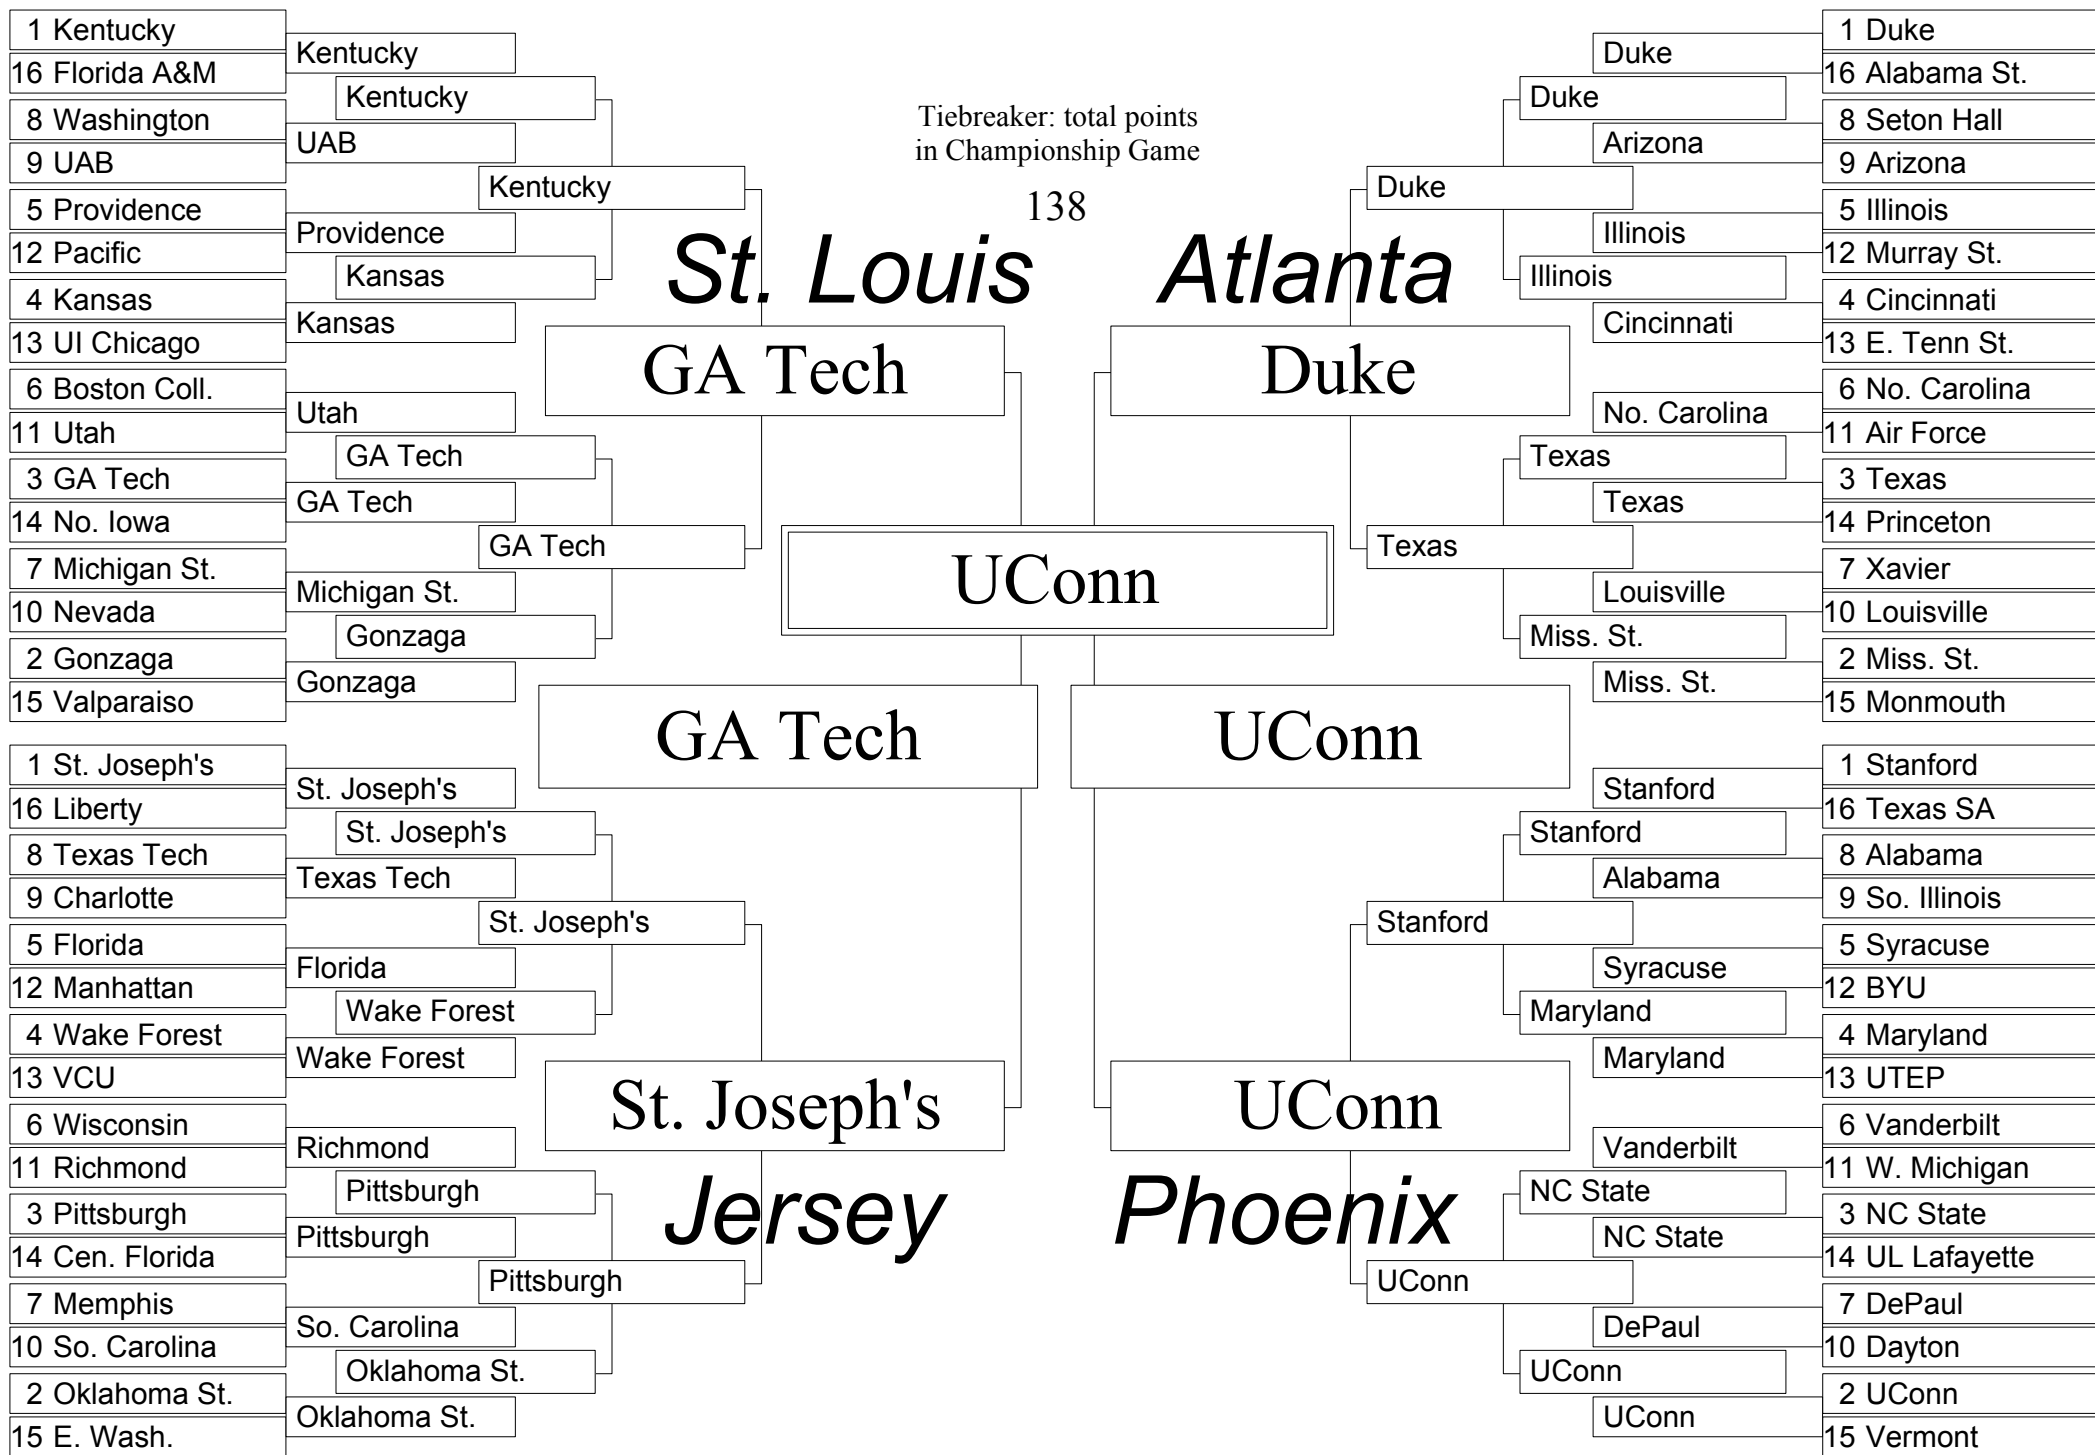 1 Kentucky
16 Florida A&M
8 Washington
9 UAB
5 Providence
12 Pacific
4 Kansas
13 UI Chicago
6 Boston Coll.
11 Utah
3 GA Tech
14 No. Iowa
7 Michigan St.
10 Nevada
2 Gonzaga
15 Valparaiso
Kentucky
UAB
Providence
Kansas
Utah
GA Tech
Michigan St.
Gonzaga
Kentucky
Kansas
GA Tech
Gonzaga
Kentucky
GA Tech
St. Louis
GA Tech
1 St. Joseph's
16 Liberty
8 Texas Tech
9 Charlotte
5 Florida
12 Manhattan
4 Wake Forest
13 VCU
6 Wisconsin
11 Richmond
3 Pittsburgh
14 Cen. Florida
7 Memphis
10 So. Carolina
2 Oklahoma St.
15 E. Wash.
St. Joseph's
Texas Tech
Florida
Wake Forest
Richmond
Pittsburgh
So. Carolina
Oklahoma St.
St. Joseph's
Wake Forest
Pittsburgh
Oklahoma St.
St. Joseph's
Pittsburgh
St. Joseph's
Jersey
Tiebreaker: total points
in Championship Game
138
UConn
GA Tech
UConn
Atlanta
Duke
Duke
Texas
Duke
Illinois
Texas
Miss. St.
Duke
Arizona
Illinois
Cincinnati
No. Carolina
Texas
Louisville
Miss. St.
1 Duke
16 Alabama St.
8 Seton Hall
9 Arizona
5 Illinois
12 Murray St.
4 Cincinnati
13 E. Tenn St.
6 No. Carolina
11 Air Force
3 Texas
14 Princeton
7 Xavier
10 Louisville
2 Miss. St.
15 Monmouth
UConn
Phoenix
Stanford
UConn
Stanford
Maryland
NC State
UConn
Stanford
Alabama
Syracuse
Maryland
Vanderbilt
NC State
DePaul
UConn
1 Stanford
16 Texas SA
8 Alabama
9 So. Illinois
5 Syracuse
12 BYU
4 Maryland
13 UTEP
6 Vanderbilt
11 W. Michigan
3 NC State
14 UL Lafayette
7 DePaul
10 Dayton
2 UConn
15 Vermont